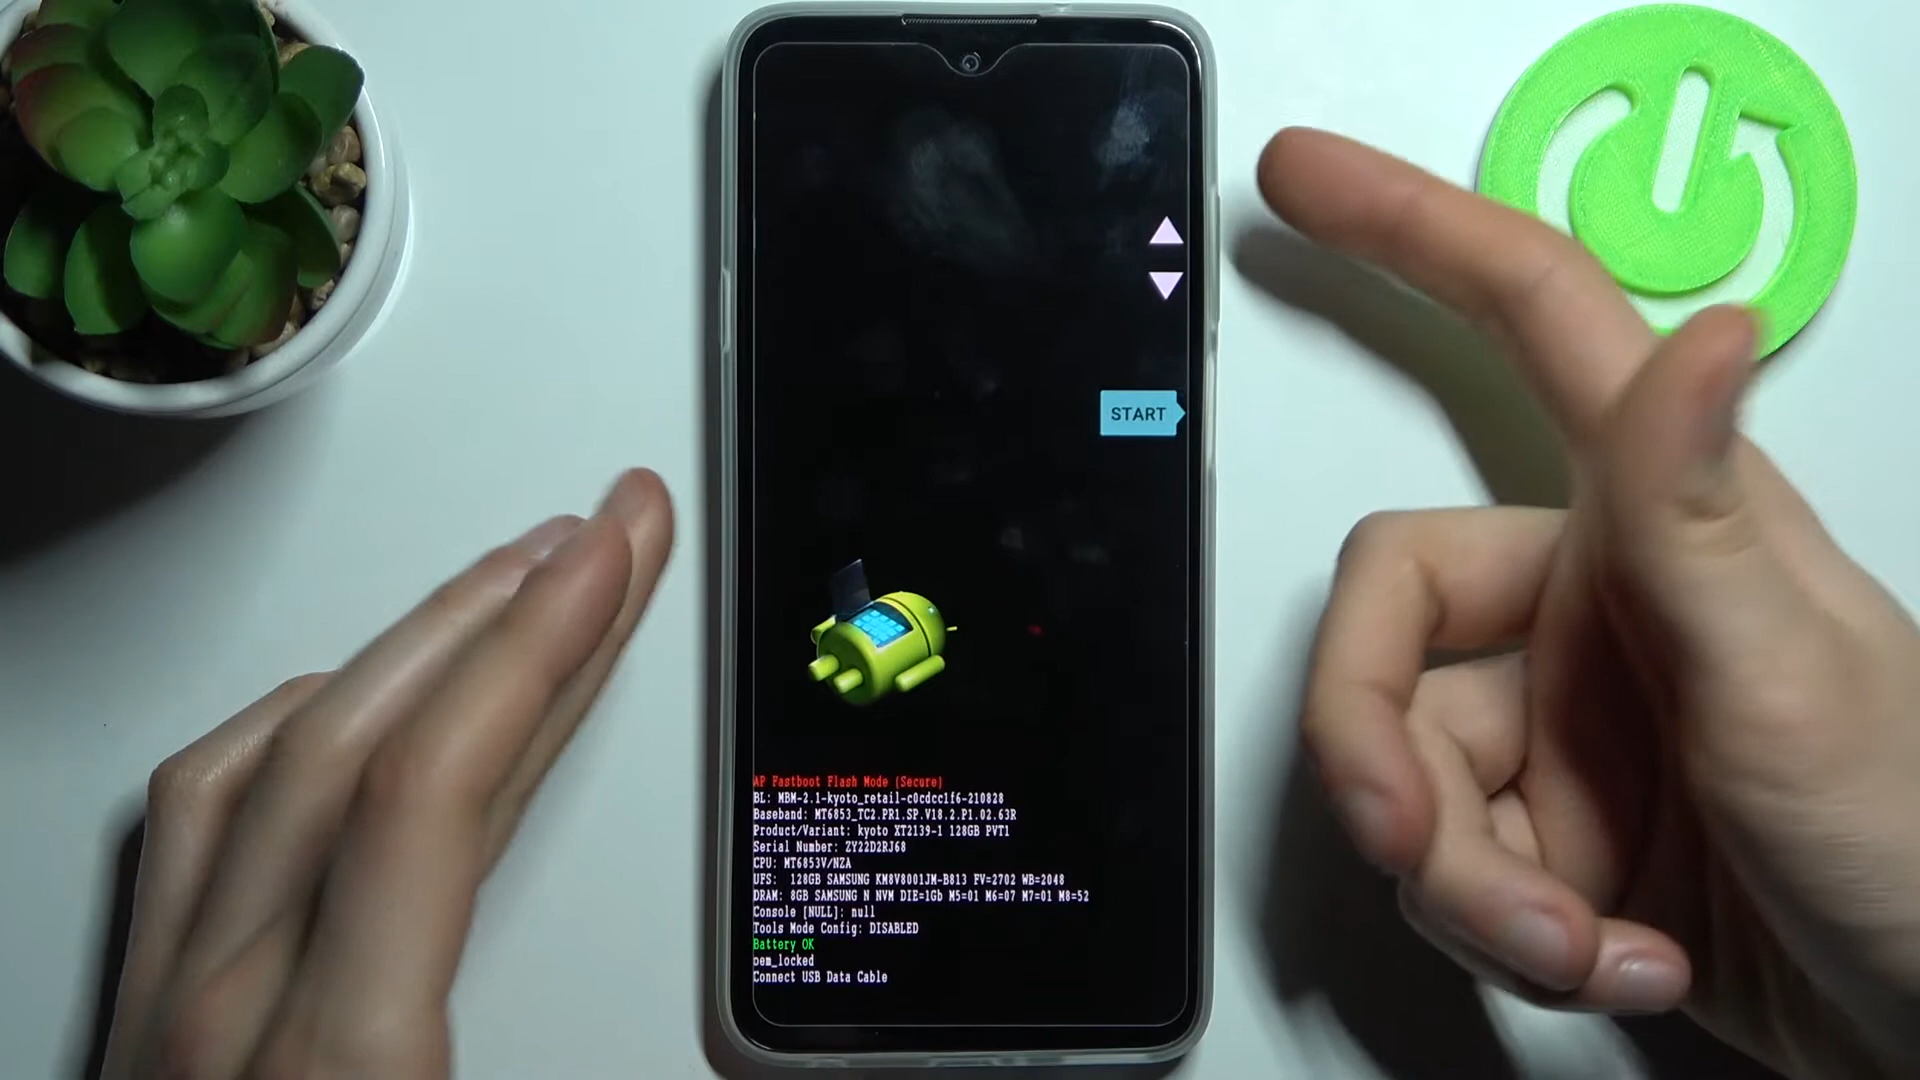 START
AP Fastboot Flash Mode (Secure)
BL: MBM-2.1-kyoto_retail-c0cdcc1f6-210828
Baseband: MT6853_TC2.PR1.SP.V18.2.P1.02.63R
Product/Variant: kyoto XT2139-1 128GB PVT1
Serial Number: ZY22D2RJ68
CPU: MT6853V/NZA
UFS: 128GB SAMSUNG KM8V8001JM-B813 FV=2702 WB=2048
DRAM: 8GB SAMSUNG N NVM DIE=1Gb M5=01 M6=07 M7=01 M8=52
Console [NULL]: null
Tools Mode Config: DISABLED
Battery OK
oem_locked
Connect USB Data Cable